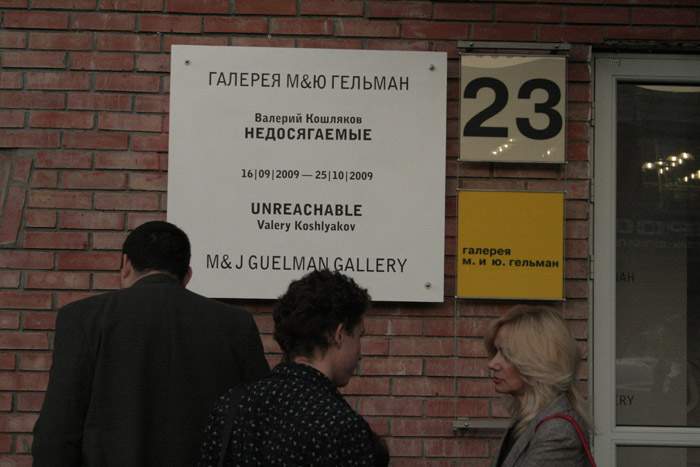 ГАЛЕРЕЯ М&Ю ГЕЛЬМАН
Валерий Кошляков
НЕДОСЯГАЕМЫЕ
16|09|2009 — 25|10|2009
UNREACHABLE
Valery Koshlyakov
M&J GUELMAN GALLERY
23
галерея
м. и ю. гельман